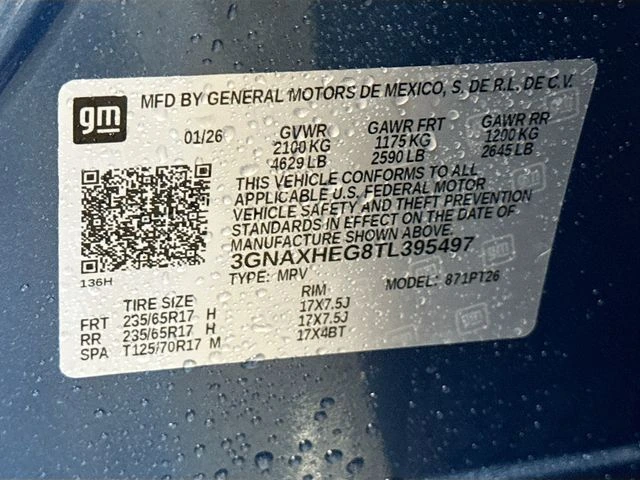 gm
MFD BY GENERAL MOTORS DE MEXICO, S. DE R.L. DE C.V.
01/26 GVWR GAWR FRT GAWR RR
2100 KG 1175 KG 1200 KG
4629 LB 2590 LB 2645 LB
THIS VEHICLE CONFORMS TO ALL
APPLICABLE U.S. FEDERAL MOTOR
VEHICLE SAFETY AND THEFT PREVENTION
STANDARDS IN EFFECT ON THE DATE OF
MANUFACTURE SHOWN ABOVE.
3GNAXHEG8TL395497
136H
TYPE: MPV MODEL: 871PT26
TIRE SIZE RIM
FRT 235/65R17 H 17X7.5J
RR 235/65R17 H 17X7.5J
SPA T125/70R17 M 17X4BT